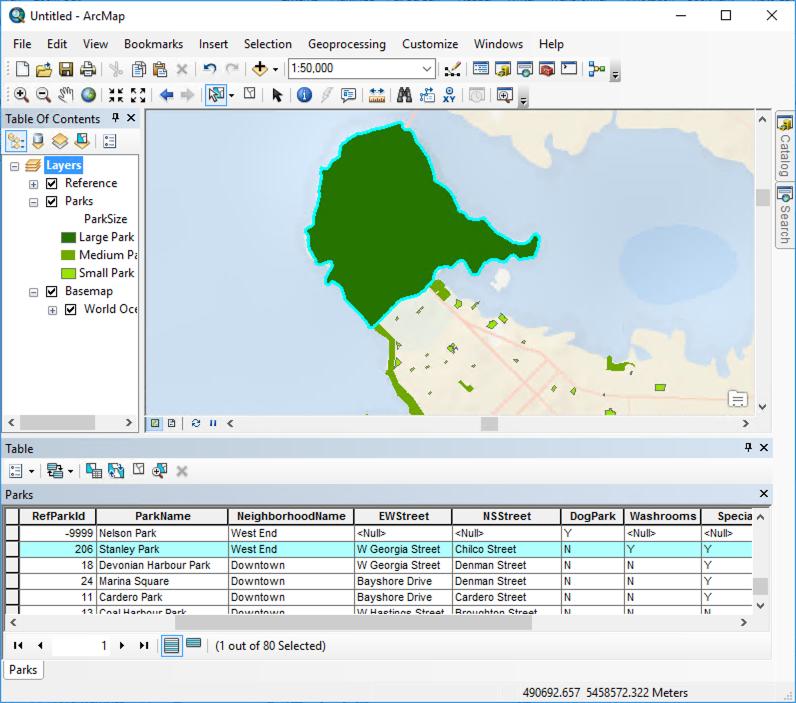 Untitled - ArcMap
File Edit View Bookmarks Insert Selection Geoprocessing Customize Windows Help
1:50,000
XY
Table Of Contents
Layers
Reference
Parks
ParkSize
Large Park
Medium Pa
Small Park
Basemap
World Oce
Catalog
Search
Table
Parks
RefParkId ParkName NeighborhoodName EWStreet NSStreet DogPark Washrooms Specia
-9999 Nelson Park West End <Null> <Null> Y <Null> <Null>
206 Stanley Park West End W Georgia Street Chilco Street N Y Y
18 Devonian Harbour Park Downtown W Georgia Street Denman Street N N Y
24 Marina Square Downtown Bayshore Drive Denman Street N N Y
11 Cardero Park Downtown Bayshore Drive Cardero Street N N Y
13 Coal Harbour Park Downtown W Hastings Street Broughton Street N N N
1 (1 out of 80 Selected)
Parks
490692.657 5458572.322 Meters